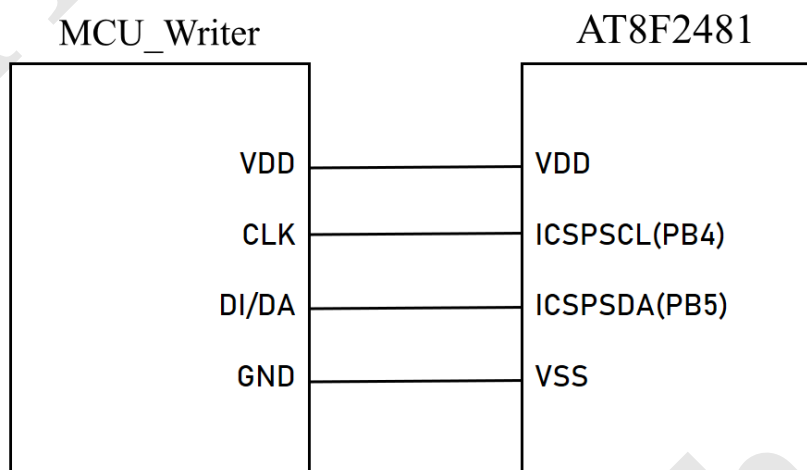 MCU_Writer AT8F2481
VDD VDD
CLK ICSPSCL(PB4)
DI/DA ICSPSDA(PB5)
GND VSS